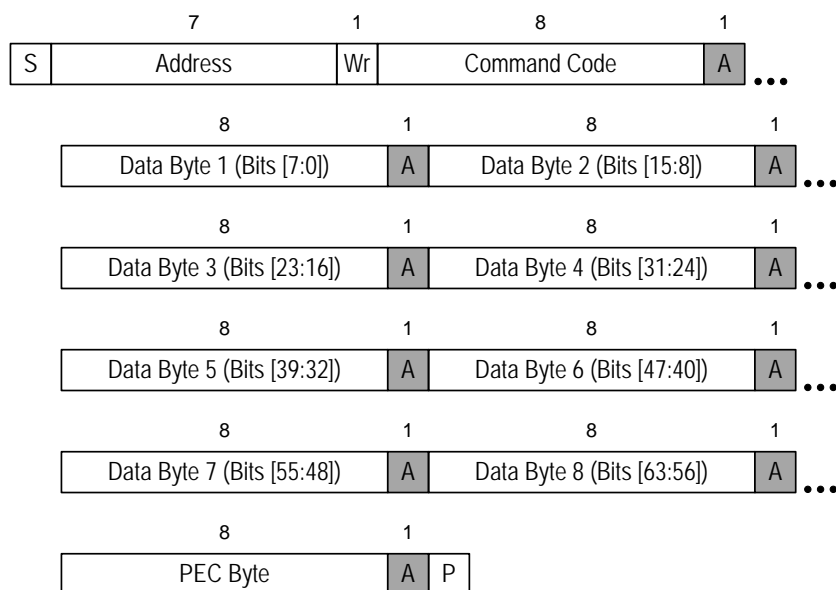 7 1 8 1
S Address Wr Command Code A •••
8 1 8 1
Data Byte 1 (Bits [7:0]) A Data Byte 2 (Bits [15:8]) A •••
8 1 8 1
Data Byte 3 (Bits [23:16]) A Data Byte 4 (Bits [31:24]) A •••
8 1 8 1
Data Byte 5 (Bits [39:32]) A Data Byte 6 (Bits [47:40]) A •••
8 1 8 1
Data Byte 7 (Bits [55:48]) A Data Byte 8 (Bits [63:56]) A •••
8 1
PEC Byte A P